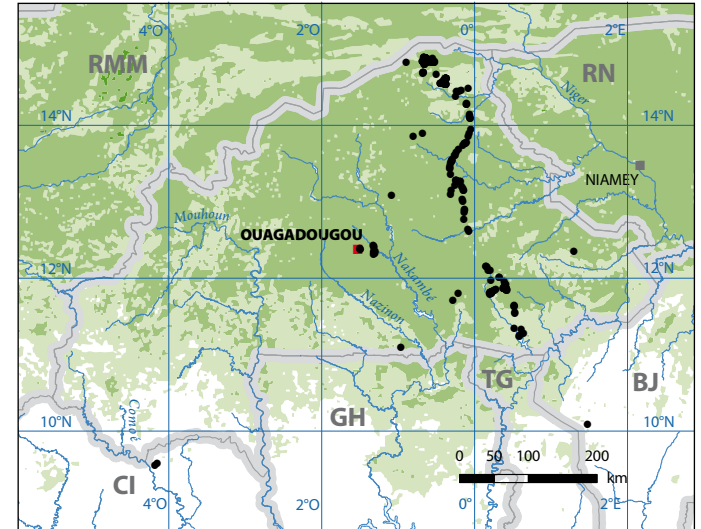 4°O 2°O 0° 2°E
RMM
RN
Niger
14°N 14°N
NIAMEY
Mouhoun
OUAGADOUGOU
Nakambé
12°N 12°N
Nazinon
TG
BJ
GH
Comoé
10°N 10°N
0 50 100 200
km
CI
4°O 2°O 0° 2°E